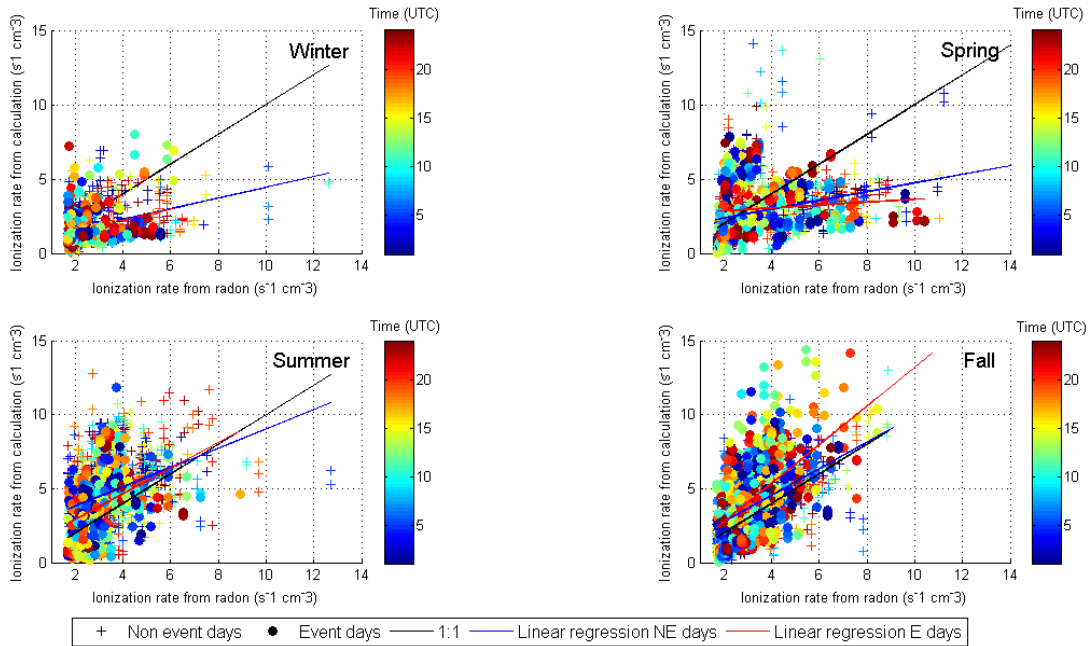 Time (UTC)
Time (UTC)
Winter
Spring
Ionization rate from calculation (s^-1 cm^-3)
15
10
5
0
2 4 6 8 10 12 14
Ionization rate from radon (s^-1 cm^-3)
20
15
10
5
Ionization rate from calculation (s^-1 cm^-3)
15
10
5
0
2 4 6 8 10 12 14
Ionization rate from radon (s^-1 cm^-3)
20
15
10
5
Time (UTC)
Time (UTC)
Summer
Fall
Ionization rate from calculation (s^-1 cm^-3)
15
10
5
0
2 4 6 8 10 12 14
Ionization rate from radon (s^-1 cm^-3)
20
15
10
5
Ionization rate from calculation (s^-1 cm^-3)
15
10
5
0
2 4 6 8 10 12 14
Ionization rate from radon (s^-1 cm^-3)
20
15
10
5
Non event days Event days 1:1 Linear regression NE days Linear regression E days